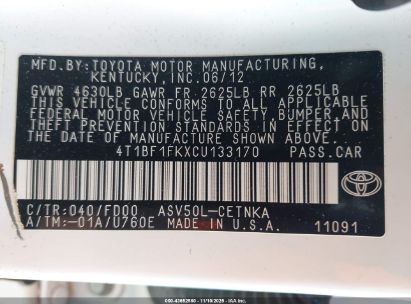 MFD.BY: TOYOTA MOTOR MANUFACTURING,
KENTUCKY, INC. 06/12
GVWR 4630LB GAWR FR 2625LB RR 2625LB
THIS VEHICLE CONFORMS TO ALL APPLICABLE
FEDERAL MOTOR VEHICLE SAFETY, BUMPER, AND
THEFT PREVENTION STANDARDS IN EFFECT ON
THE DATE OF MANUFACTURE SHOWN ABOVE.
4T1BF1FKXCU133170 PASS.CAR
C/TR:040/FD00 ASV50L-CETNKA
A/TM:-01A/U760E MADE IN U.S.A. 11091
TOYOTA